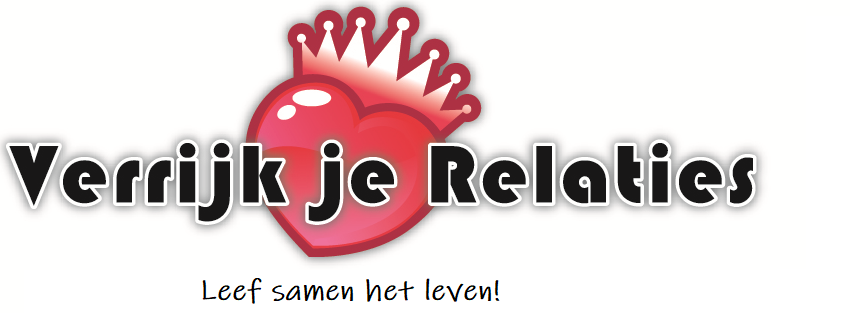 Verrijk je Relaties
Leef samen het leven!